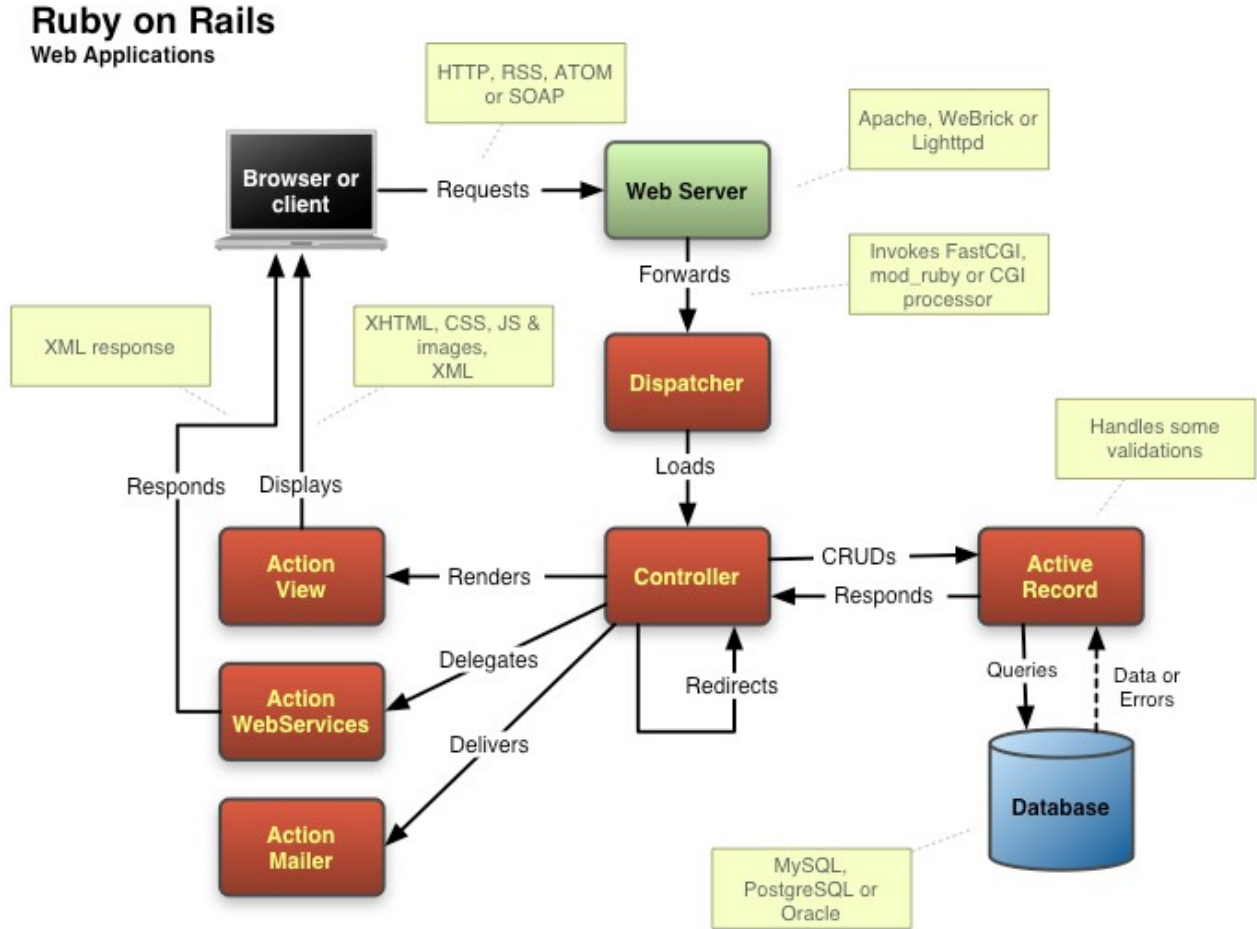 Ruby on Rails
Web Applications
HTTP, RSS, ATOM
or SOAP
Apache, WeBrick or
Lighttpd
Browser or
client
Requests
Web Server
Forwards
Invokes FastCGI,
mod_ruby or CGI
processor
XML response
XHTML, CSS, JS &
images,
XML
Dispatcher
Handles some
validations
Loads
Responds
Displays
Action
View
Renders
Controller
CRUDs
Responds
Active
Record
Delegates
Redirects
Queries
Data or
Errors
Action
WebServices
Delivers
Action
Mailer
Database
MySQL,
PostgreSQL or
Oracle